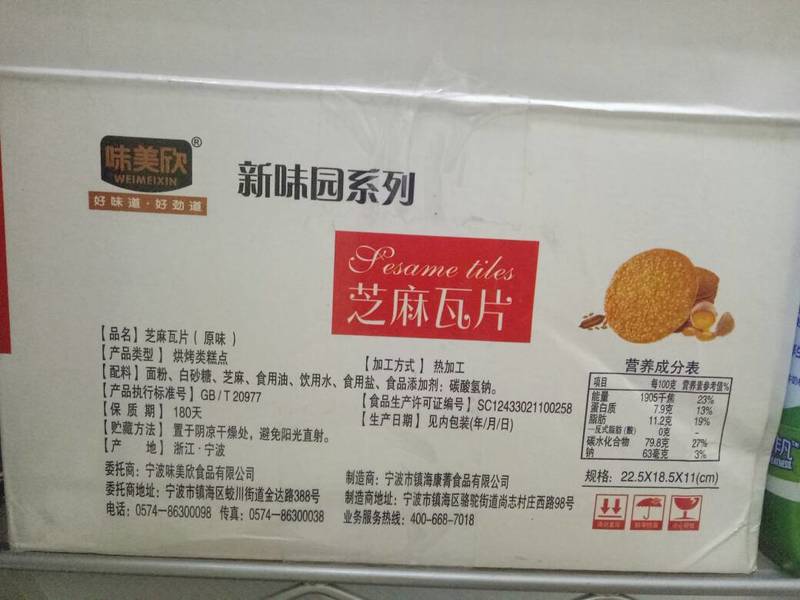 味美欣®
WEIMEIXIN
好味道·好劲道
新味园系列
Sesame tiles
芝麻瓦片
【品名】芝麻瓦片（原味）
【产品类型】烘烤类糕点
【加工方式】热加工
【配料】面粉、白砂糖、芝麻、食用油、饮用水、食用盐、食品添加剂：碳酸氢钠。
【产品执行标准号】GB/T 20977
【食品生产许可证编号】SC12433021100258
【保质期】180天
【生产日期】见内包装(年/月/日)
【贮藏方法】置于阴凉干燥处，避免阳光直射。
【产地】浙江·宁波
委托商：宁波味美欣食品有限公司
委托商地址：宁波市镇海区蛟川街道金达路388号
电话：0574—86300098 传真：0574—86300038
制造商：宁波市镇海康菁食品有限公司
制造商地址：宁波市镇海区骆驼街道尚志村庄西路98号
业务服务热线：400-668-7018
营养成分表
项目 每100克 营养素参考值%
能量 1905千焦 23%
蛋白质 7.9克 13%
脂肪 11.2克 19%
—反式脂肪(酸) 0克 -
碳水化合物 79.8克 27%
钠 63毫克 3%
规格：22.5X18.5X11(cm)